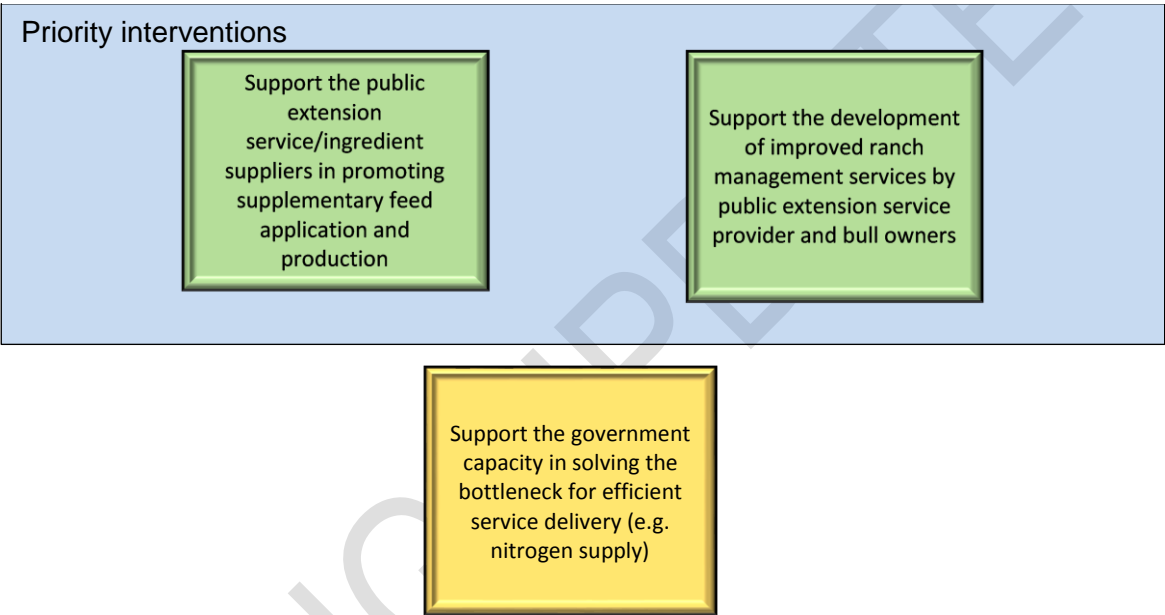 Priority interventions
Support the public
extension
service/ingredient
suppliers in promoting
supplementary feed
application and
production
Support the development
of improved ranch
management services by
public extension service
provider and bull owners
Support the government
capacity in solving the
bottleneck for efficient
service delivery (e.g.
nitrogen supply)